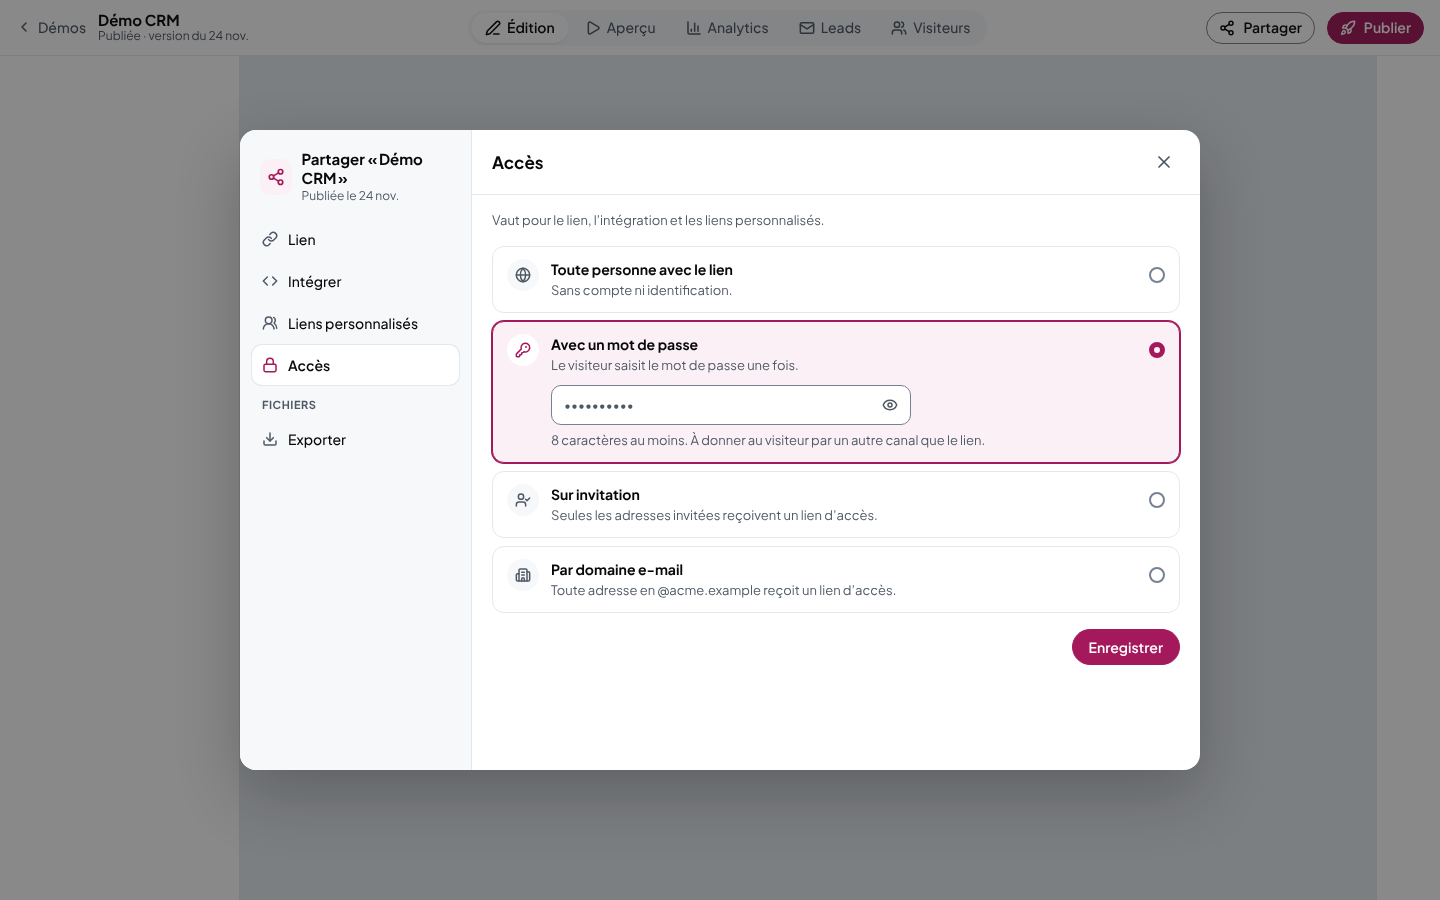 Démos
Démo CRM
Publiée · version du 24 nov.
Édition
Aperçu
Analytics
Leads
Visiteurs
Partager
Publier
Partager « Démo
CRM »
Publiée le 24 nov.
Lien
Intégrer
Liens personnalisés
Accès
FICHIERS
Exporter
Accès
Vaut pour le lien, l’intégration et les liens personnalisés.
Toute personne avec le lien
Sans compte ni identification.
Avec un mot de passe
Le visiteur saisit le mot de passe une fois.
••••••••••
8 caractères au moins. À donner au visiteur par un autre canal que le lien.
Sur invitation
Seules les adresses invitées reçoivent un lien d’accès.
Par domaine e-mail
Toute adresse en @acme.example reçoit un lien d’accès.
Enregistrer